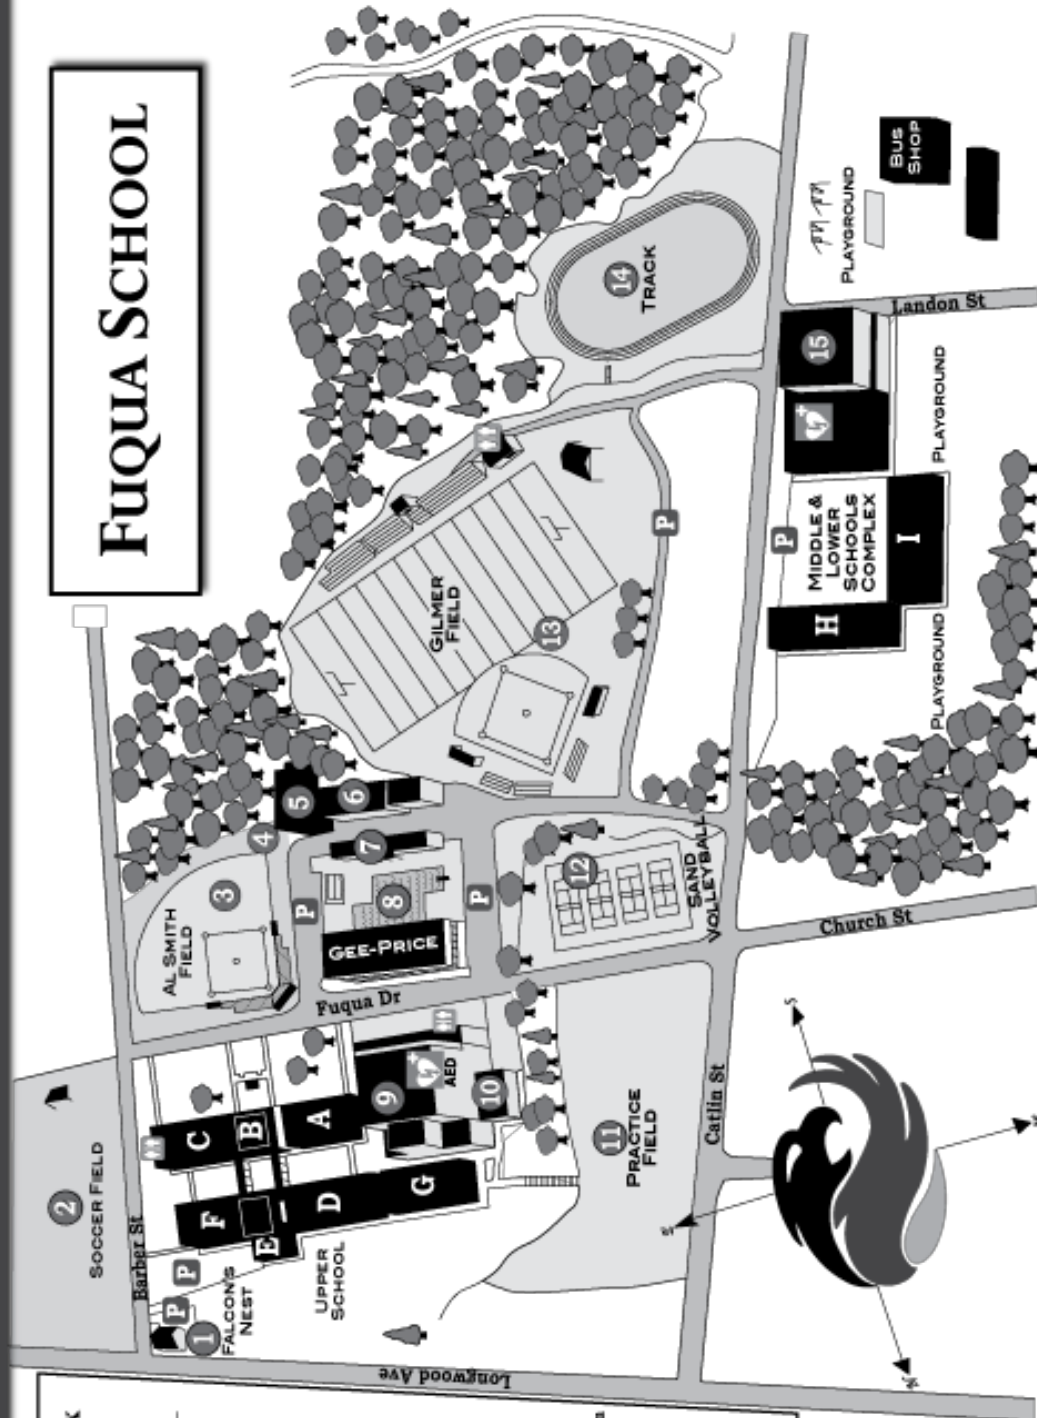 FUQUA SCHOOL
2
SOCCER FIELD
Barber St
P
P
1
FALCON'S
NEST
UPPER
SCHOOL
Longwood Ave
C
B
A
F
E
D
G
AL SMITH
FIELD
3
4
5
6
7
8
P
GEE-PRICE
P
Fuqua Dr
9
AED
10
11
PRACTICE
FIELD
12
SAND
VOLLEYBALL
GILMER
FIELD
13
14
TRACK
P
P
15
MIDDLE &
LOWER
SCHOOLS
COMPLEX
H
I
PLAYGROUND
PLAYGROUND
PLAYGROUND
BUS
SHOP
Landon St
Church St
Catlin St
S